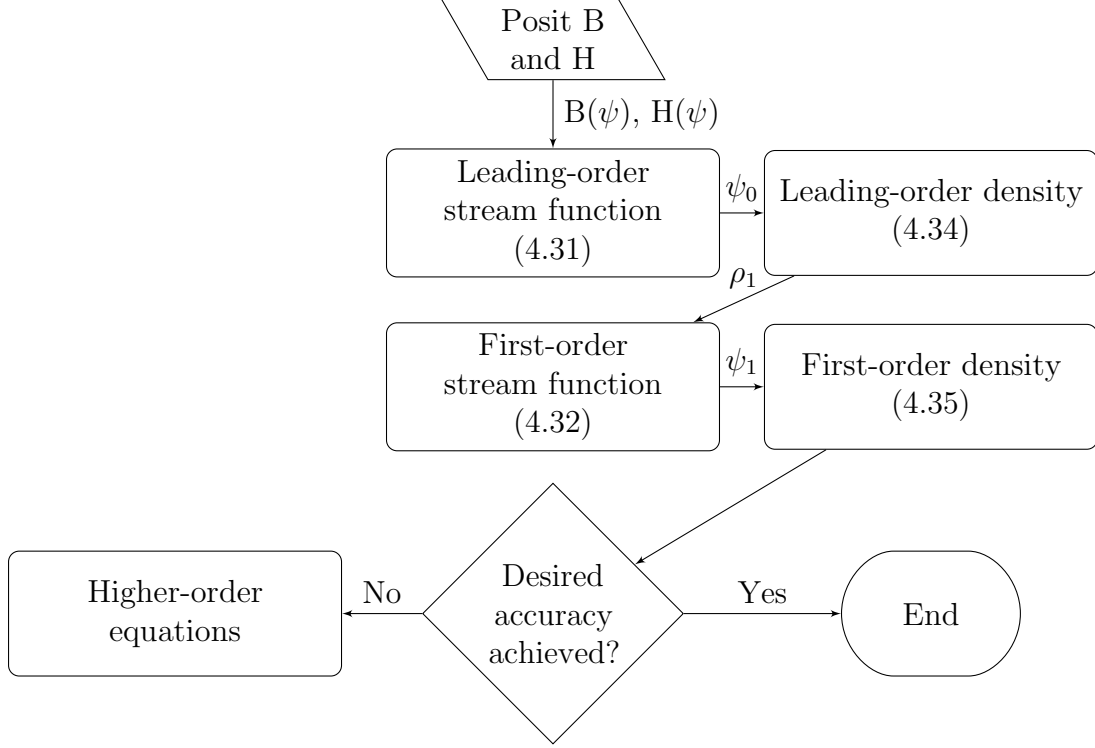 Posit B
and H
B(ψ), H(ψ)
Leading-order
stream function
(4.31)
ψ₀
Leading-order density
(4.34)
ρ₁
First-order
stream function
(4.32)
ψ₁
First-order density
(4.35)
Desired
accuracy
achieved?
No
Higher-order
equations
Yes
End